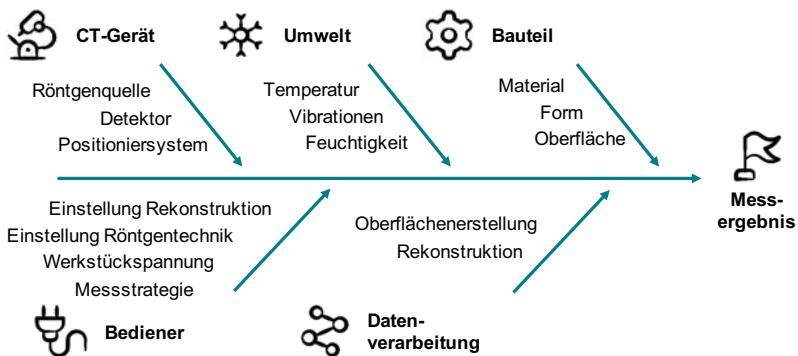 CT-Gerät
Röntgenquelle
Detektor
Positioniersystem
Umwelt
Temperatur
Vibrationen
Feuchtigkeit
Bauteil
Material
Form
Oberfläche
Mess-
ergebnis
Einstellung Rekonstruktion
Einstellung Röntgentechnik
Werkstückspannung
Messstrategie
Bediener
Oberflächenerstellung
Rekonstruktion
Daten-
verarbeitung